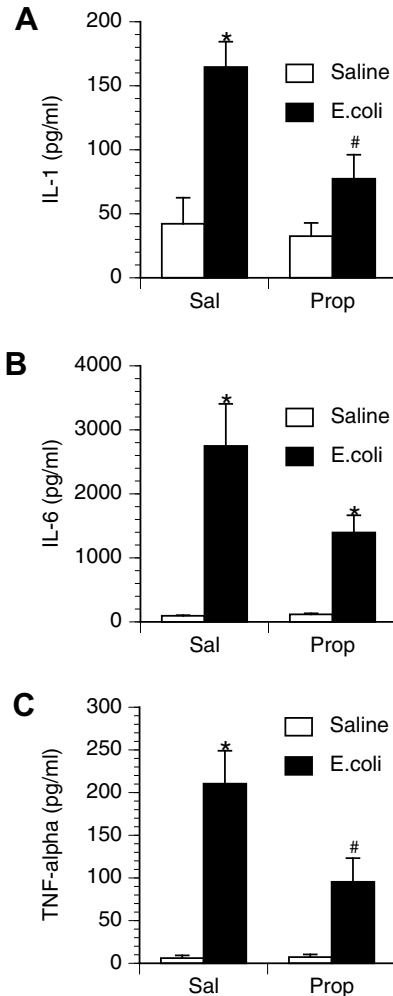 A
IL-1 (pg/ml)
200
150
100
50
0
*
#
Saline
E.coli
Sal
Prop
B
IL-6 (pg/ml)
4000
3000
2000
1000
0
*
*
Saline
E.coli
Sal
Prop
C
TNF-alpha (pg/ml)
300
250
200
150
100
50
0
*
#
Saline
E.coli
Sal
Prop